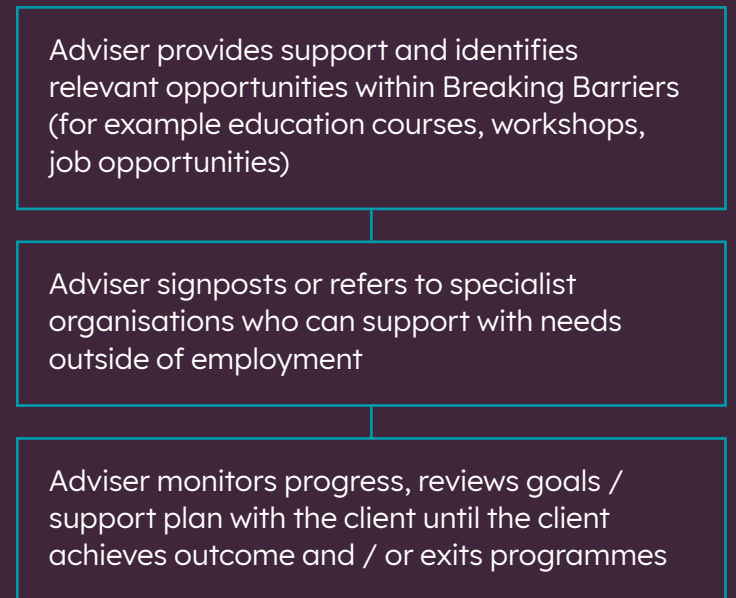 Adviser provides support and identifies
relevant opportunities within Breaking Barriers
(for example education courses, workshops,
job opportunities)
Adviser signposts or refers to specialist
organisations who can support with needs
outside of employment
Adviser monitors progress, reviews goals /
support plan with the client until the client
achieves outcome and / or exits programmes